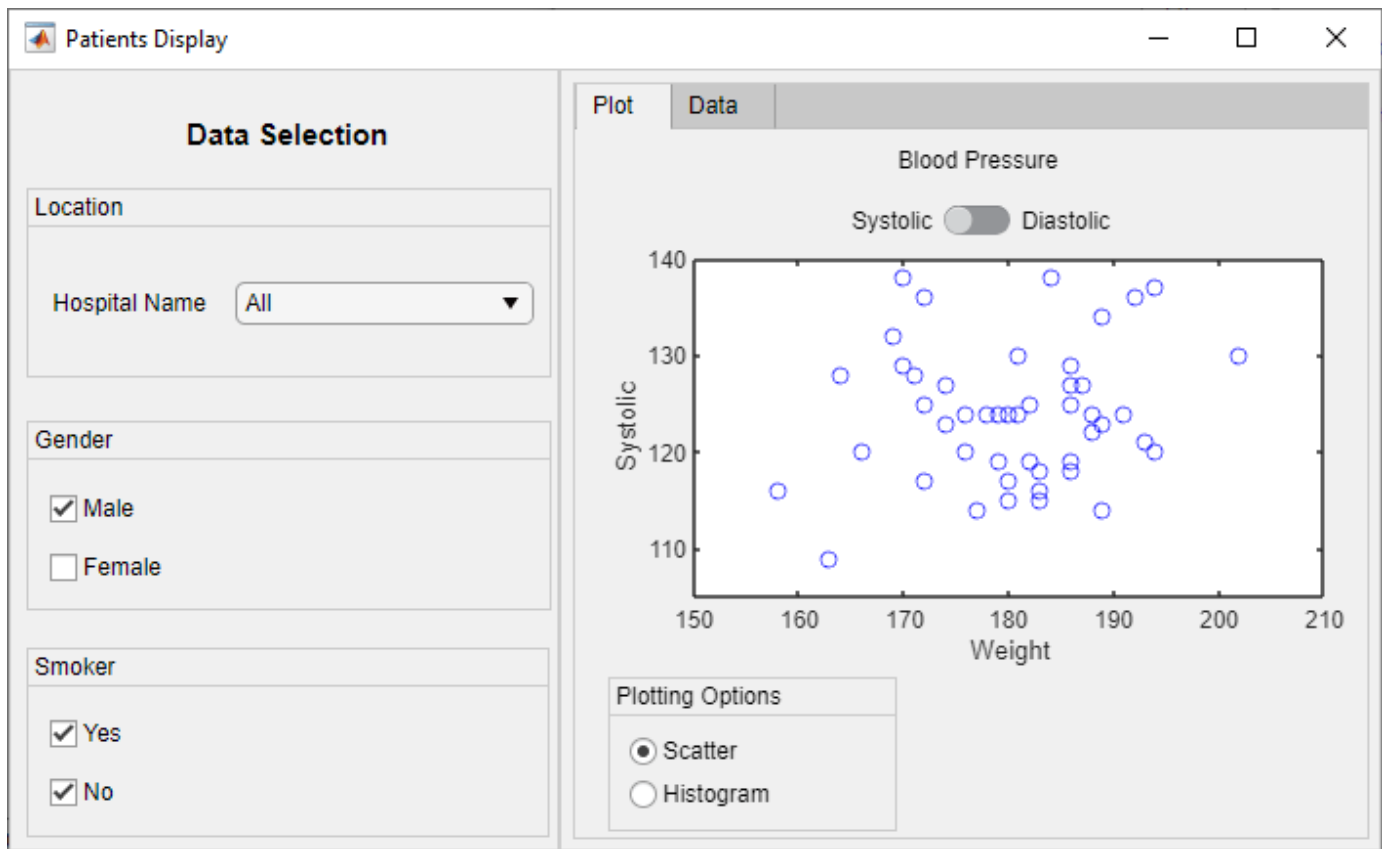 Patients Display
Data Selection
Location
Hospital Name All
Gender
Male
Female
Smoker
Yes
No
Plot Data
Blood Pressure
Systolic Diastolic
140
130
120
110
Systolic
150 160 170 180 190 200 210
Weight
Plotting Options
Scatter
Histogram